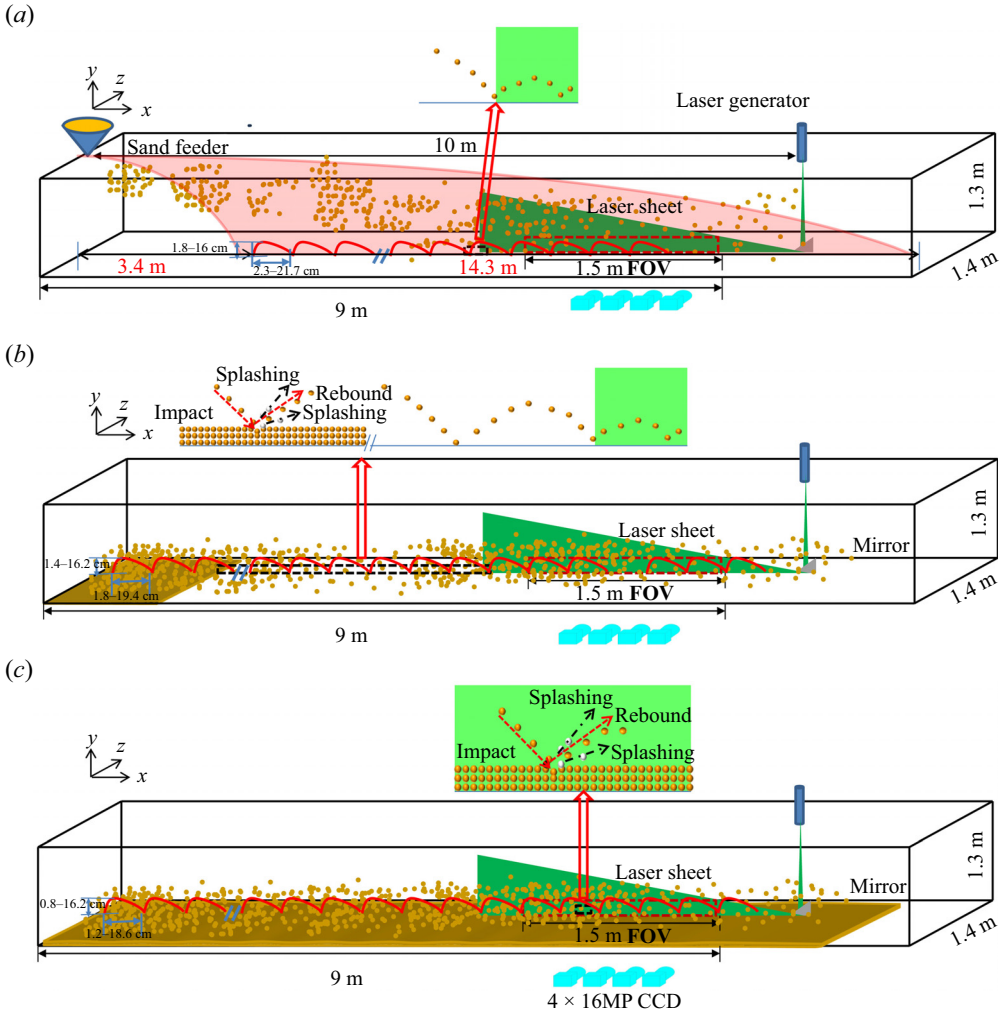 (a)
y
z
x
Laser generator
Sand feeder
10 m
1.3 m
Laser sheet
1.8–16 cm
3.4 m
2.3–21.7 cm
14.3 m
1.5 m FOV
1.4 m
9 m
(b)
Splashing
Rebound
Impact
Splashing
y
z
x
1.3 m
Laser sheet
Mirror
1.4–16.2 cm
1.8–19.4 cm
1.5 m FOV
1.4 m
9 m
(c)
Splashing
Rebound
Impact
Splashing
y
z
x
1.3 m
Laser sheet
Mirror
0.8–16.2 cm
1.2–18.6 cm
1.5 m FOV
1.4 m
9 m
4 × 16MP CCD